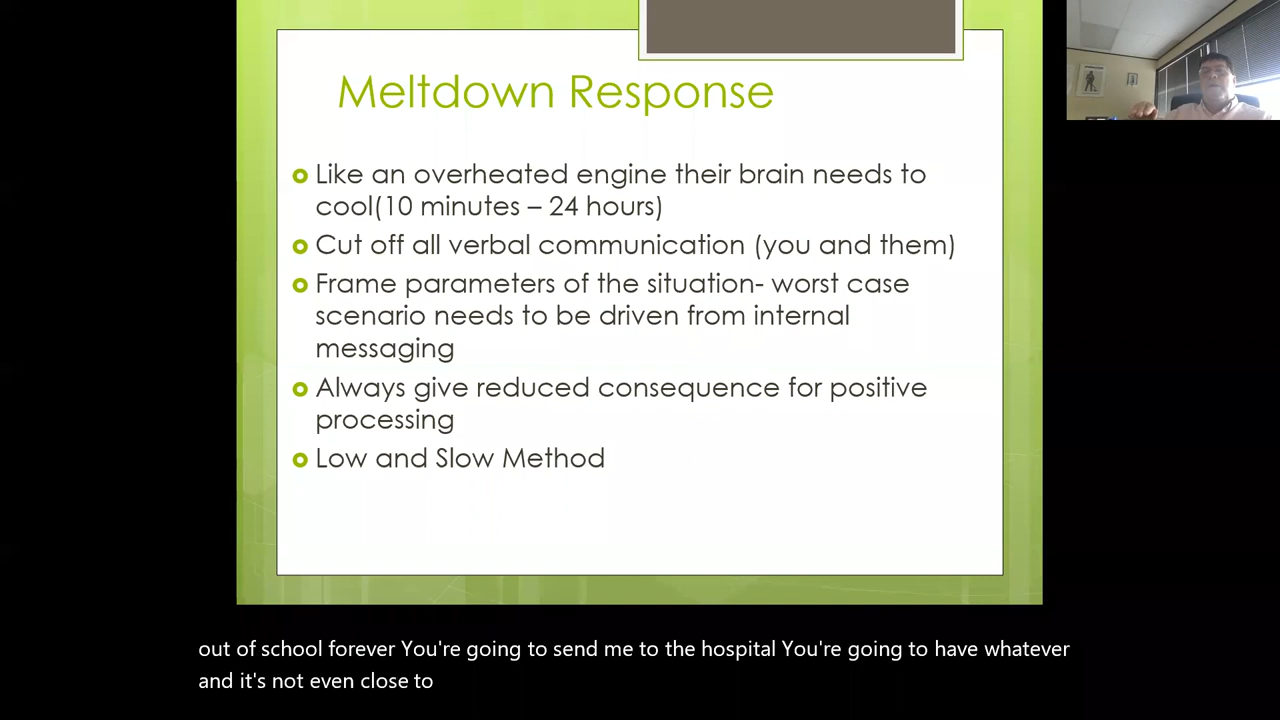 Meltdown Response
Like an overheated engine their brain needs to
cool(10 minutes – 24 hours)
Cut off all verbal communication (you and them)
Frame parameters of the situation- worst case
scenario needs to be driven from internal
messaging
Always give reduced consequence for positive
processing
Low and Slow Method
out of school forever You're going to send me to the hospital You're going to have whatever
and it's not even close to